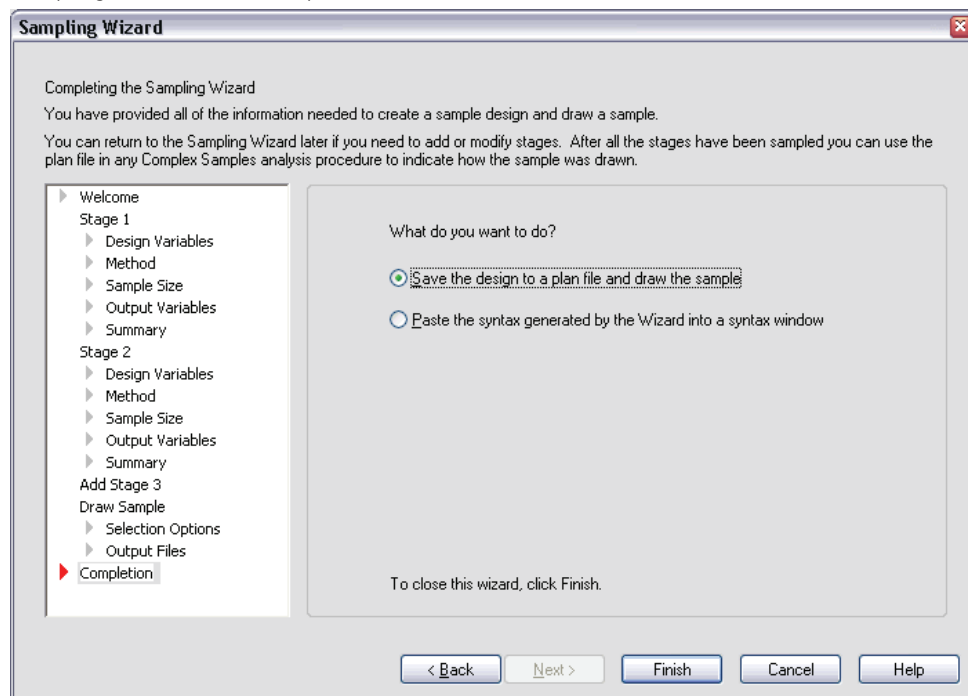 Sampling Wizard
Completing the Sampling Wizard
You have provided all of the information needed to create a sample design and draw a sample.
You can return to the Sampling Wizard later if you need to add or modify stages. After all the stages have been sampled you can use the
plan file in any Complex Samples analysis procedure to indicate how the sample was drawn.
Welcome
Stage 1
Design Variables
Method
Sample Size
Output Variables
Summary
Stage 2
Design Variables
Method
Sample Size
Output Variables
Summary
Add Stage 3
Draw Sample
Selection Options
Output Files
Completion
What do you want to do?
Save the design to a plan file and draw the sample
Paste the syntax generated by the Wizard into a syntax window
To close this wizard, click Finish.
< Back
Next >
Finish
Cancel
Help